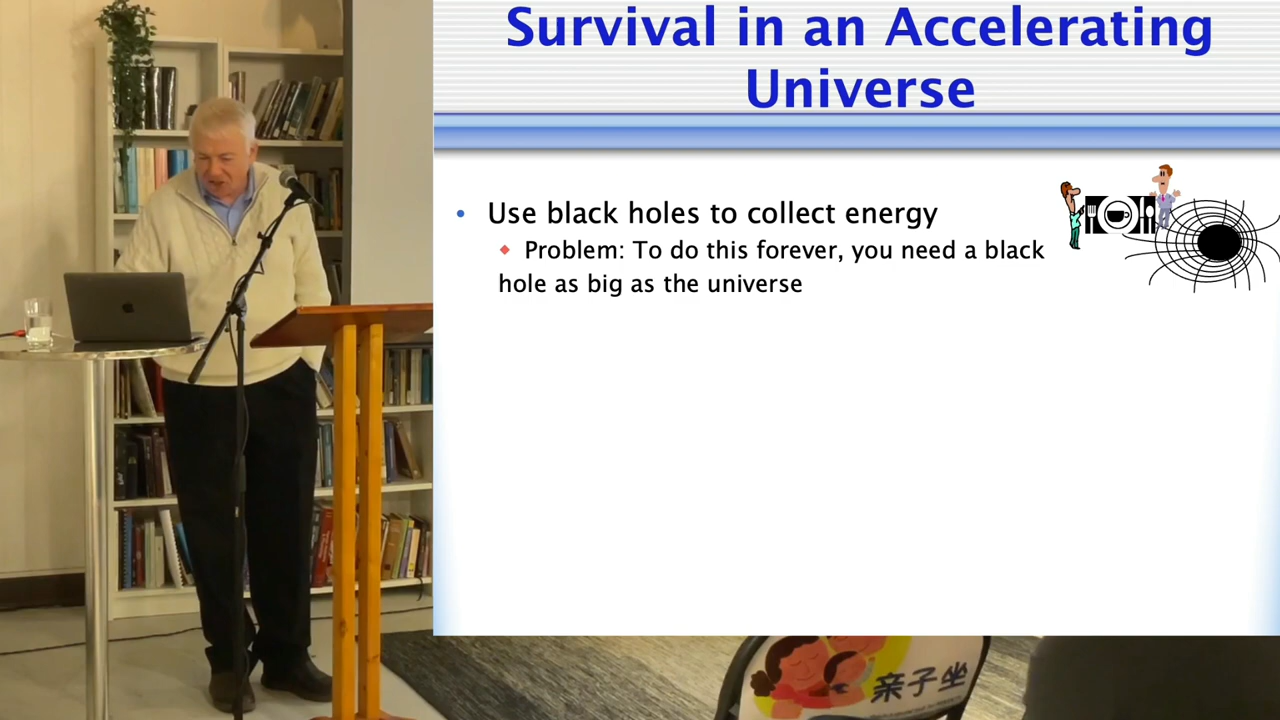 Survival in an Accelerating
Universe
• Use black holes to collect energy
Problem: To do this forever, you need a black
hole as big as the universe
亲子坐